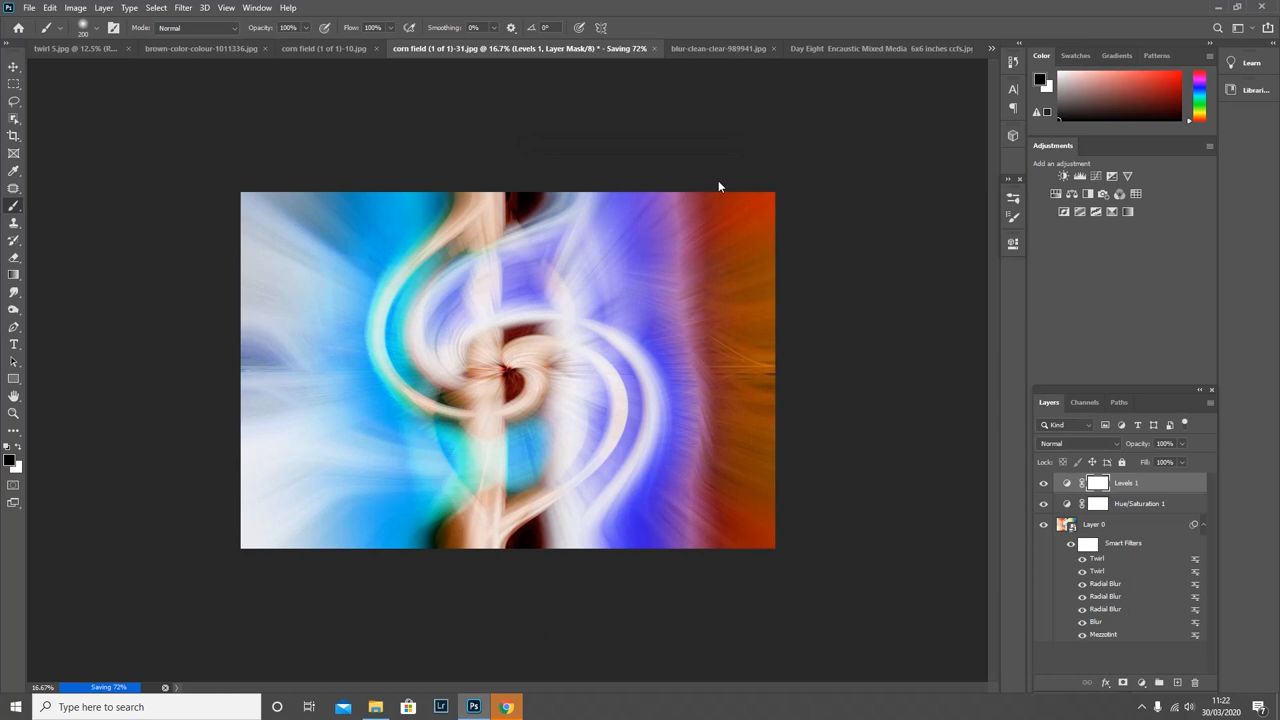 Ps File Edit Image Layer Type Select Filter 3D View Window Help
200 Mode: Normal Opacity: 100% Flow: 100% Smoothing: 0% 0°
twirl 5.jpg @ 12.5% (R... × brown-color-colour-1011336.jpg × corn field (1 of 1)-10.jpg × corn field (1 of 1)-31.jpg @ 16.7% (Levels 1, Layer Mask/8) * - Saving 72% × blur-clean-clear-989941.jpg × Day Eight Encaustic Mixed Media 6x6 inches ccfs.jpg
Color Swatches Gradients Patterns
Learn
Librari...
Adjustments
Add an adjustment
Layers Channels Paths
Kind
Normal Opacity: 100%
Lock: Fill: 100%
Levels 1
Hue/Saturation 1
Layer 0
Smart Filters
Twirl
Twirl
Radial Blur
Radial Blur
Radial Blur
Blur
Mezzotint
16.67% Saving 72%
Type here to search
Lr Ps
11:22
30/03/2020